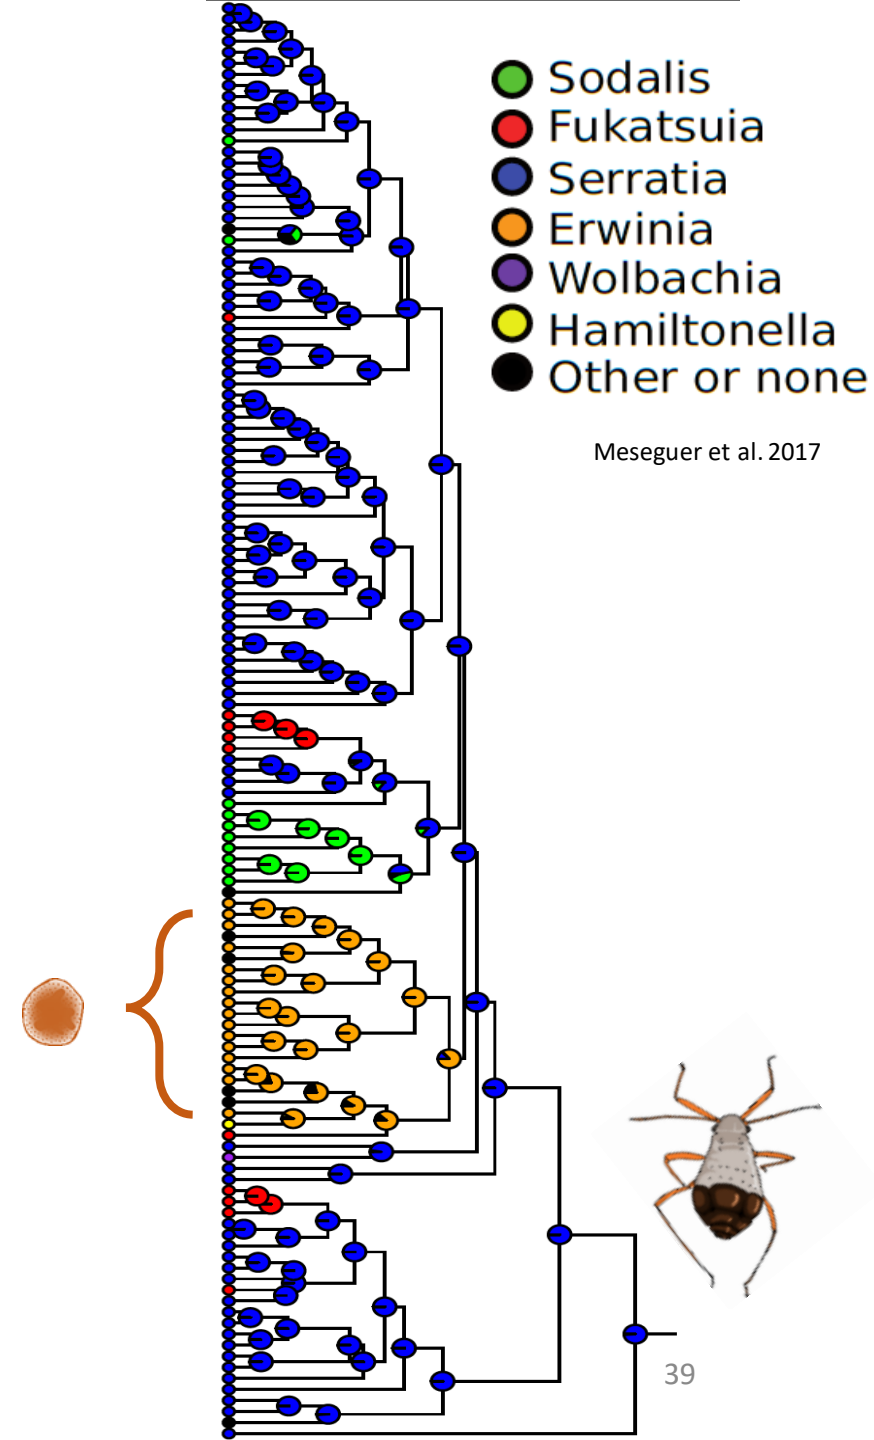 Sodalis
Fukatsuia
Serratia
Erwinia
Wolbachia
Hamiltonella
Other or none
Meseguer et al. 2017
39